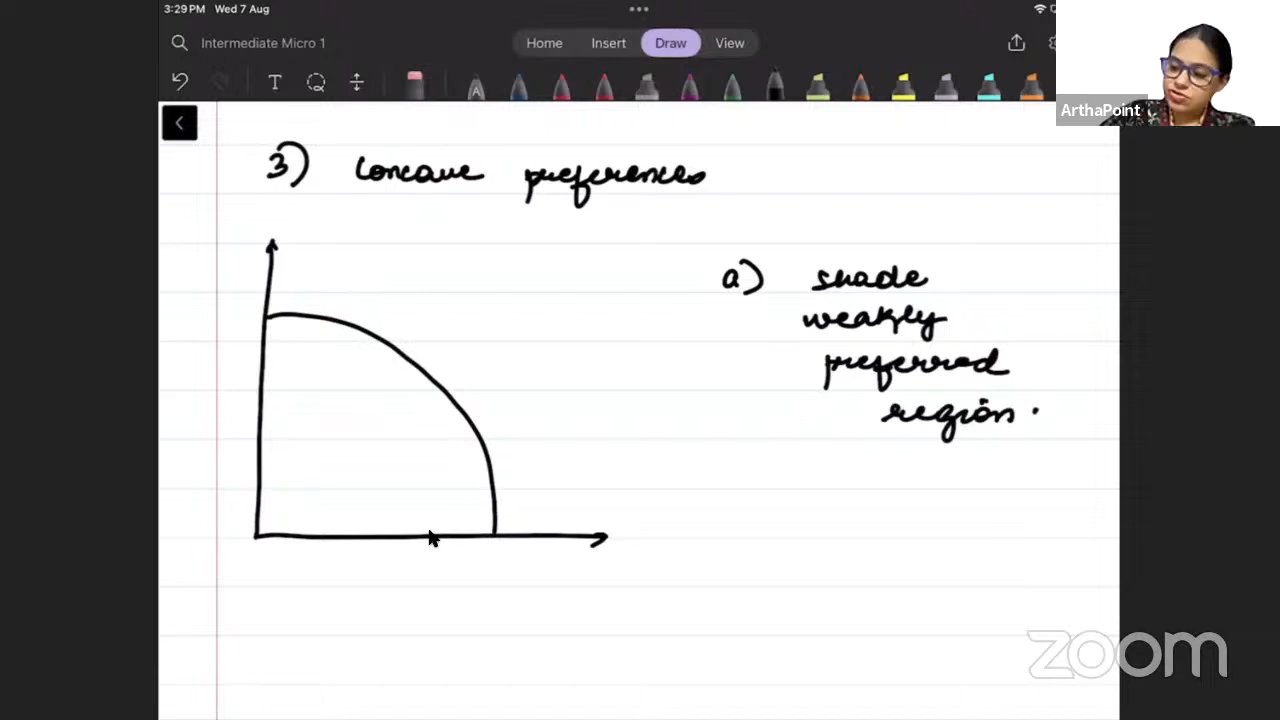 3:29 PM Wed 7 Aug
Intermediate Micro 1
Home Insert Draw View
T
A
ArthaPoint
3) Concave preferences
a) shade
weakly
preferred
region.
zoom